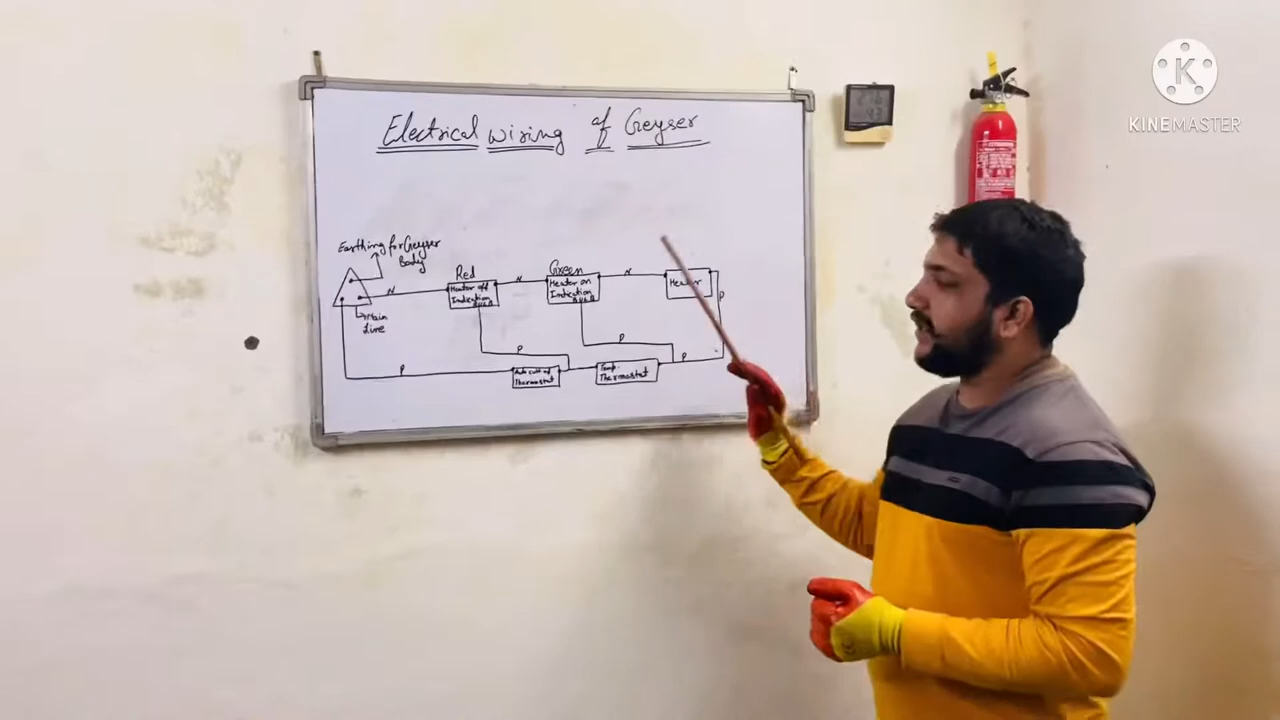 Electrical wiring of Geyser
Earthing for Geyser
Body
N
Main
Line
Red
Heater off
Indication
Bulb
N
Green
Heater on
Indication
Bulb
N
Heater
P
P
P
P
P
Auto cut of
Thermostat
Temp.
Thermostat
K
KINEMASTER